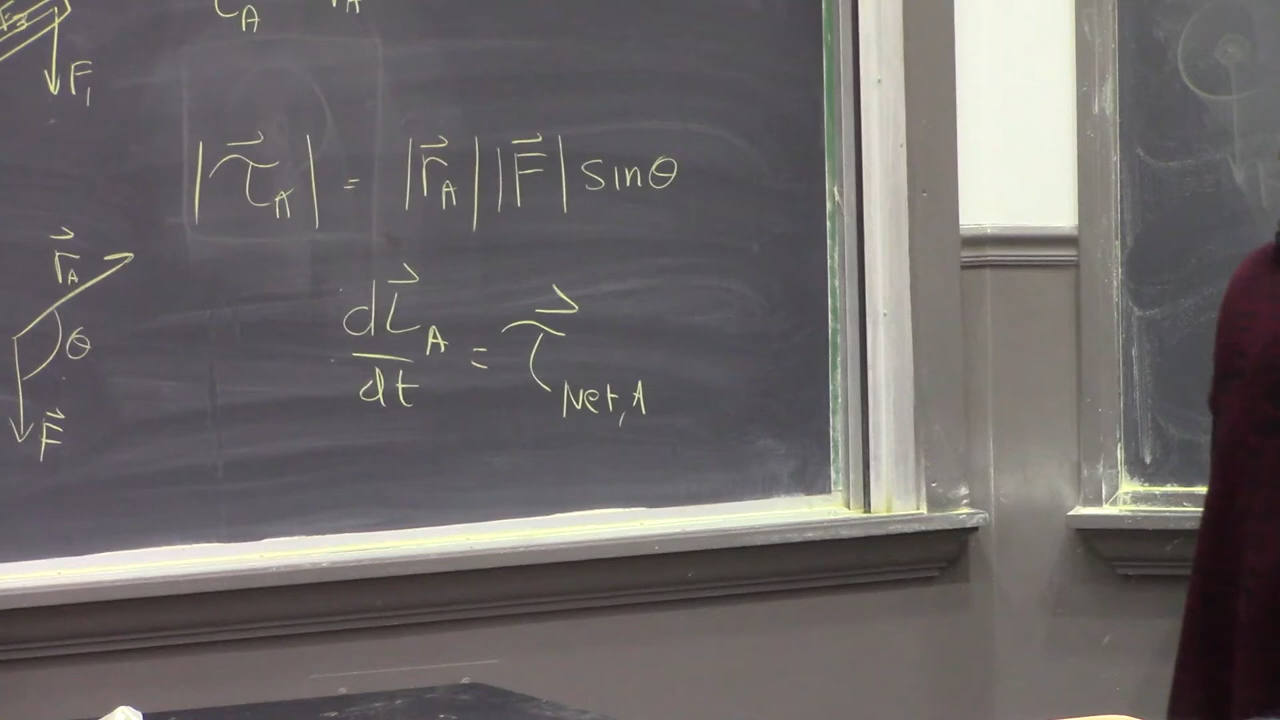 F₁
|τ⃗_A| = |r⃗_A| |F⃗| sinθ
r⃗_A
θ
F⃗
dL⃗_A/dt = τ⃗_Net,A